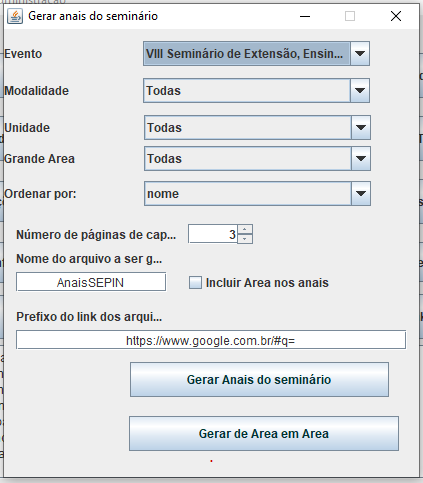 Gerar anais do seminário
Evento
VIII Seminário de Extensão, Ensin...
Modalidade
Todas
Unidade
Todas
Grande Area
Todas
Ordenar por:
nome
Número de páginas de cap...
3
Nome do arquivo a ser g...
AnaisSEPIN
Incluir Area nos anais
Prefixo do link dos arqui...
https://www.google.com.br/#q=
Gerar Anais do seminário
Gerar de Area em Area